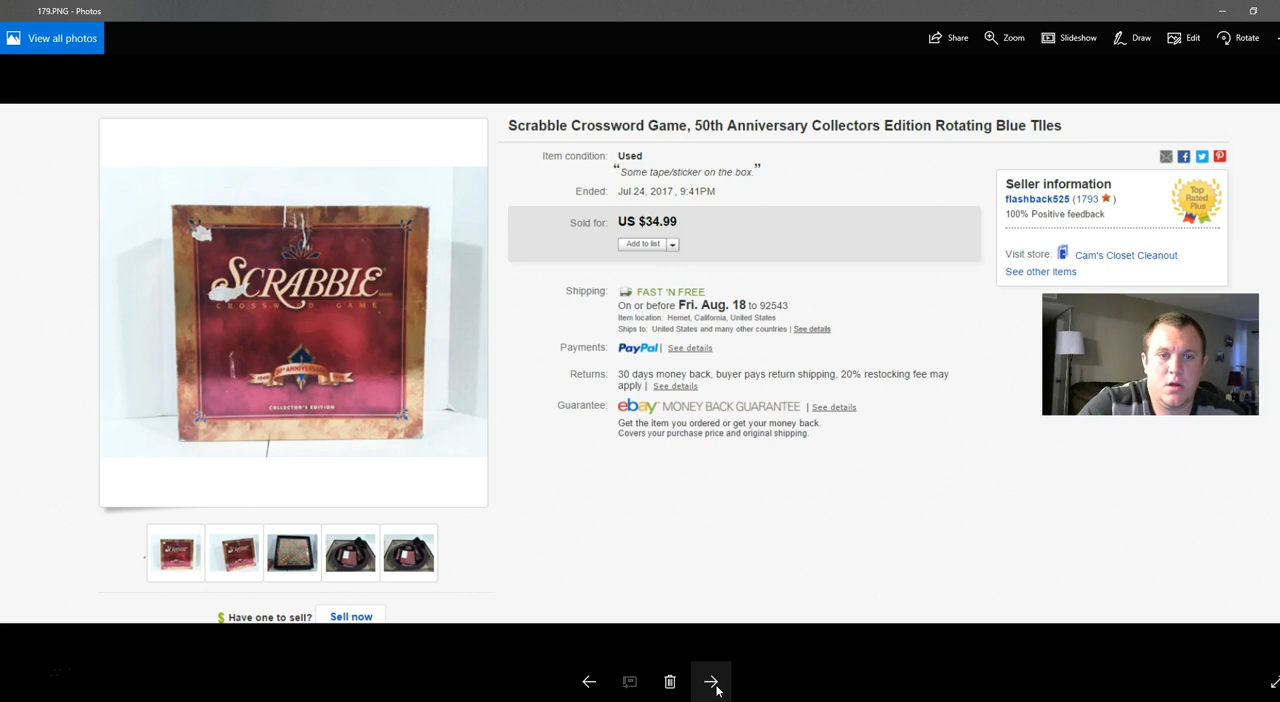 179.PNG - Photos
View all photos
Share
Zoom
Slideshow
Draw
Edit
Rotate
Scrabble Crossword Game, 50th Anniversary Collectors Edition Rotating Blue TIles
Item condition: Used
“Some tape/sticker on the box.”
Ended: Jul 24, 2017 , 9:41PM
Sold for: US $34.99
Add to list
Shipping: FAST 'N FREE
On or before Fri. Aug. 18 to 92543
Item location: Hemet, California, United States
Ships to: United States and many other countries | See details
Payments: PayPal | See details
Returns: 30 days money back, buyer pays return shipping, 20% restocking fee may
apply | See details
Guarantee: ebay MONEY BACK GUARANTEE | See details
Get the item you ordered or get your money back.
Covers your purchase price and original shipping.
Seller information
flashback525 (1793 )
100% Positive feedback
Top
Rated
Plus
Visit store: Cam's Closet Cleanout
See other items
SCRABBLE
CROSSWORD GAME
50TH ANNIVERSARY
COLLECTOR'S EDITION
$ Have one to sell? Sell now